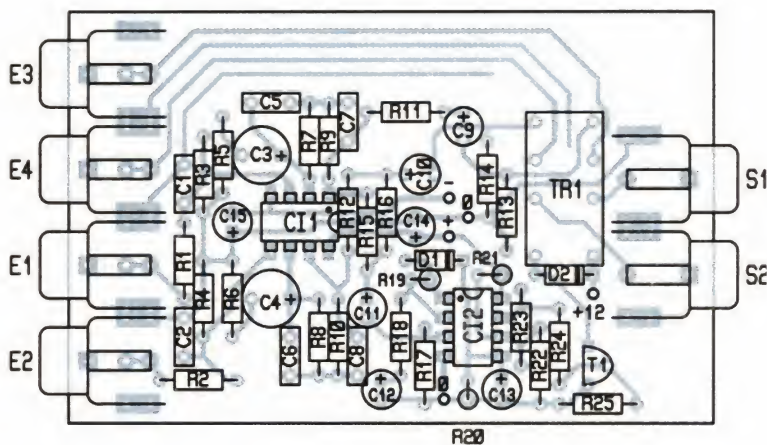 E3
C5
R7
R9
C7
R11
C9
E4
C1
R3
R5
C3+
C10
+
R14
TR1
S1
C15
+
CI1
R12
R15
R16
C14
+
-
0
+
R13
E1
R1
R4
R6
C4+
D1
R19
R21
D2
S2
+12
E2
C2
C6
R8
R10
C11
+
C8
R18
R17
CI2
R23
R22
R24
T1
R2
C12
+
0
C13
+
R25
R20